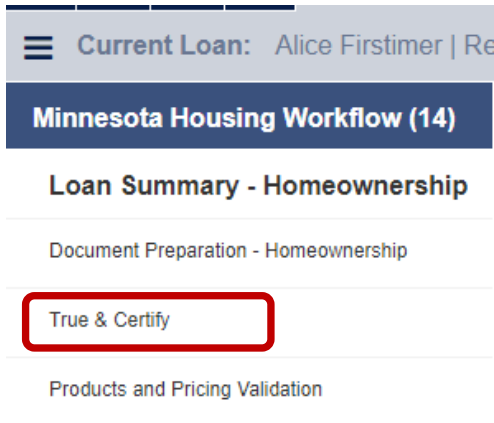 Current Loan: Alice Firstimer | Re
Minnesota Housing Workflow (14)
Loan Summary - Homeownership
Document Preparation - Homeownership
True & Certify
Products and Pricing Validation